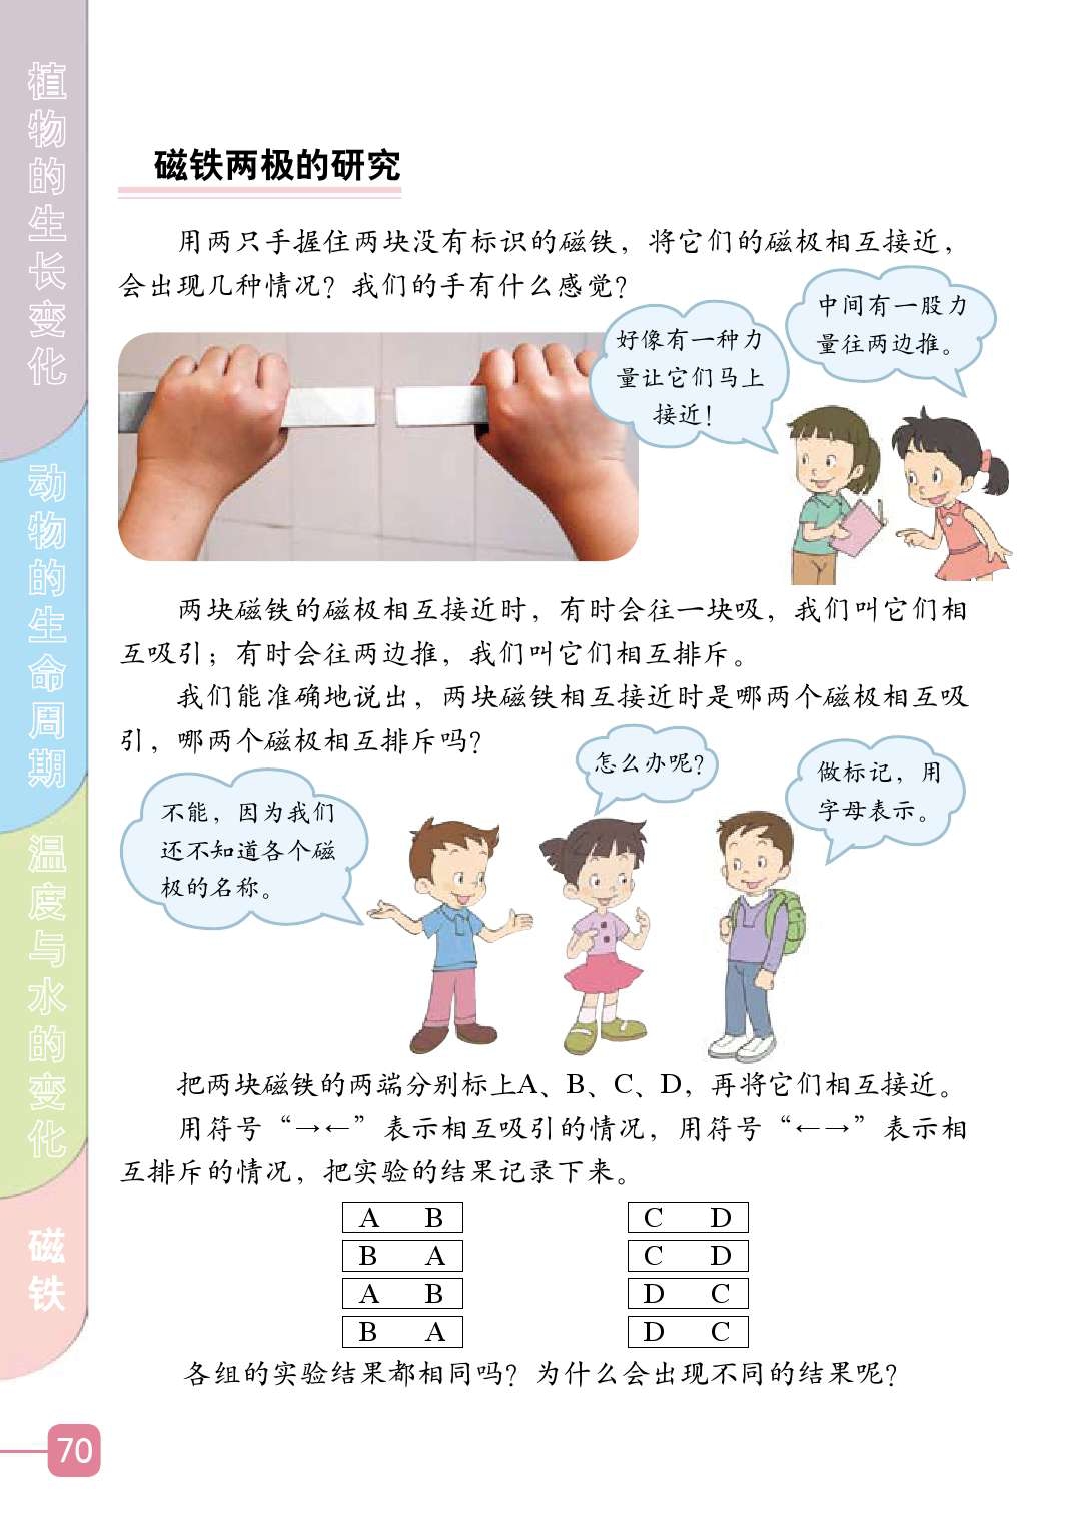 植物的生长变化
动物的生命周期
温度与水的变化
磁铁
磁铁两极的研究
用两只手握住两块没有标识的磁铁，将它们的磁极相互接近，
会出现几种情况？我们的手有什么感觉？
好像有一种力
量让它们马上
接近！
中间有一股力
量往两边推。
两块磁铁的磁极相互接近时，有时会往一块吸，我们叫它们相
互吸引；有时会往两边推，我们叫它们相互排斥。
我们能准确地说出，两块磁铁相互接近时是哪两个磁极相互吸
引，哪两个磁极相互排斥吗？
不能，因为我们
还不知道各个磁
极的名称。
怎么办呢？
做标记，用
字母表示。
把两块磁铁的两端分别标上A、B、C、D，再将它们相互接近。
用符号“→←”表示相互吸引的情况，用符号“←→”表示相
互排斥的情况，把实验的结果记录下来。
A B C D
B A C D
A B D C
B A D C
各组的实验结果都相同吗？为什么会出现不同的结果呢？
70